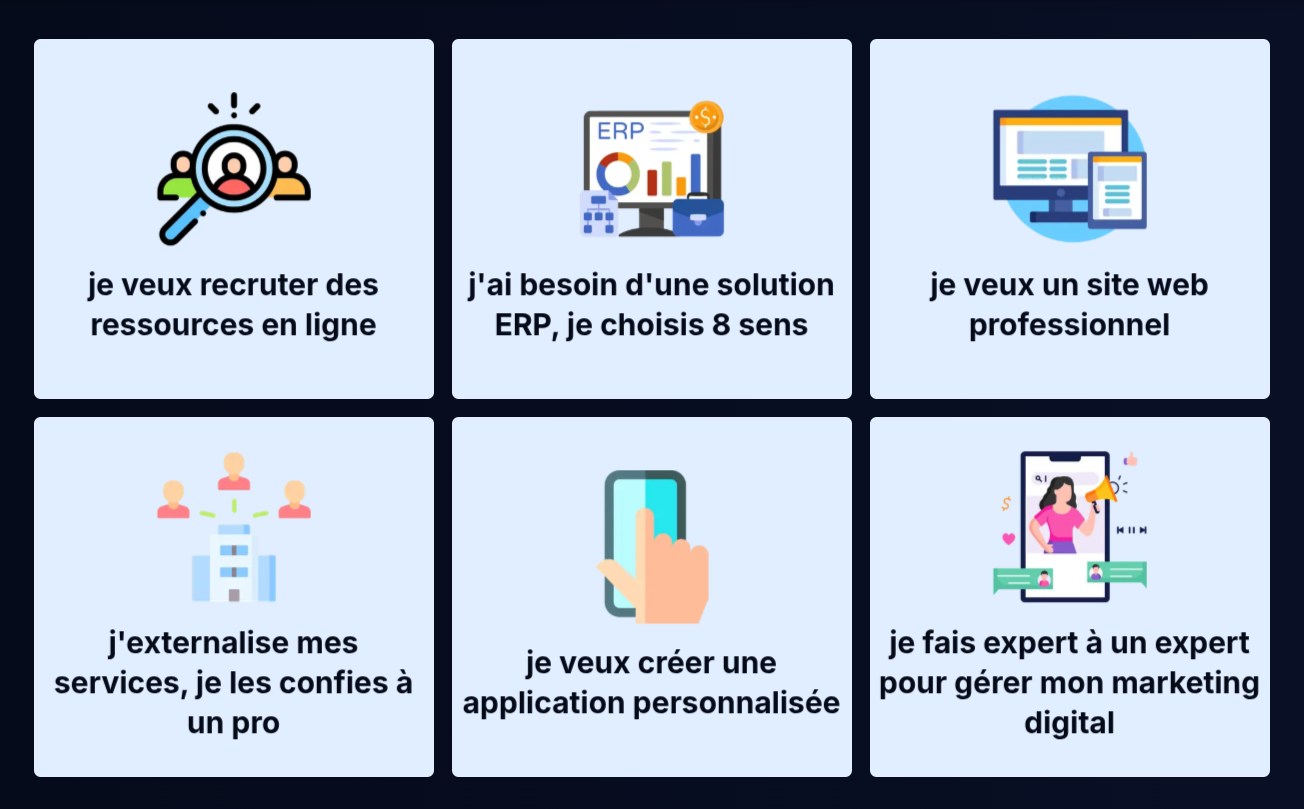 je veux recruter des
ressources en ligne
ERP
j'ai besoin d'une solution
ERP, je choisis 8 sens
je veux un site web
professionnel
j'externalise mes
services, je les confies à
un pro
je veux créer une
application personnalisée
je fais expert à un expert
pour gérer mon marketing
digital